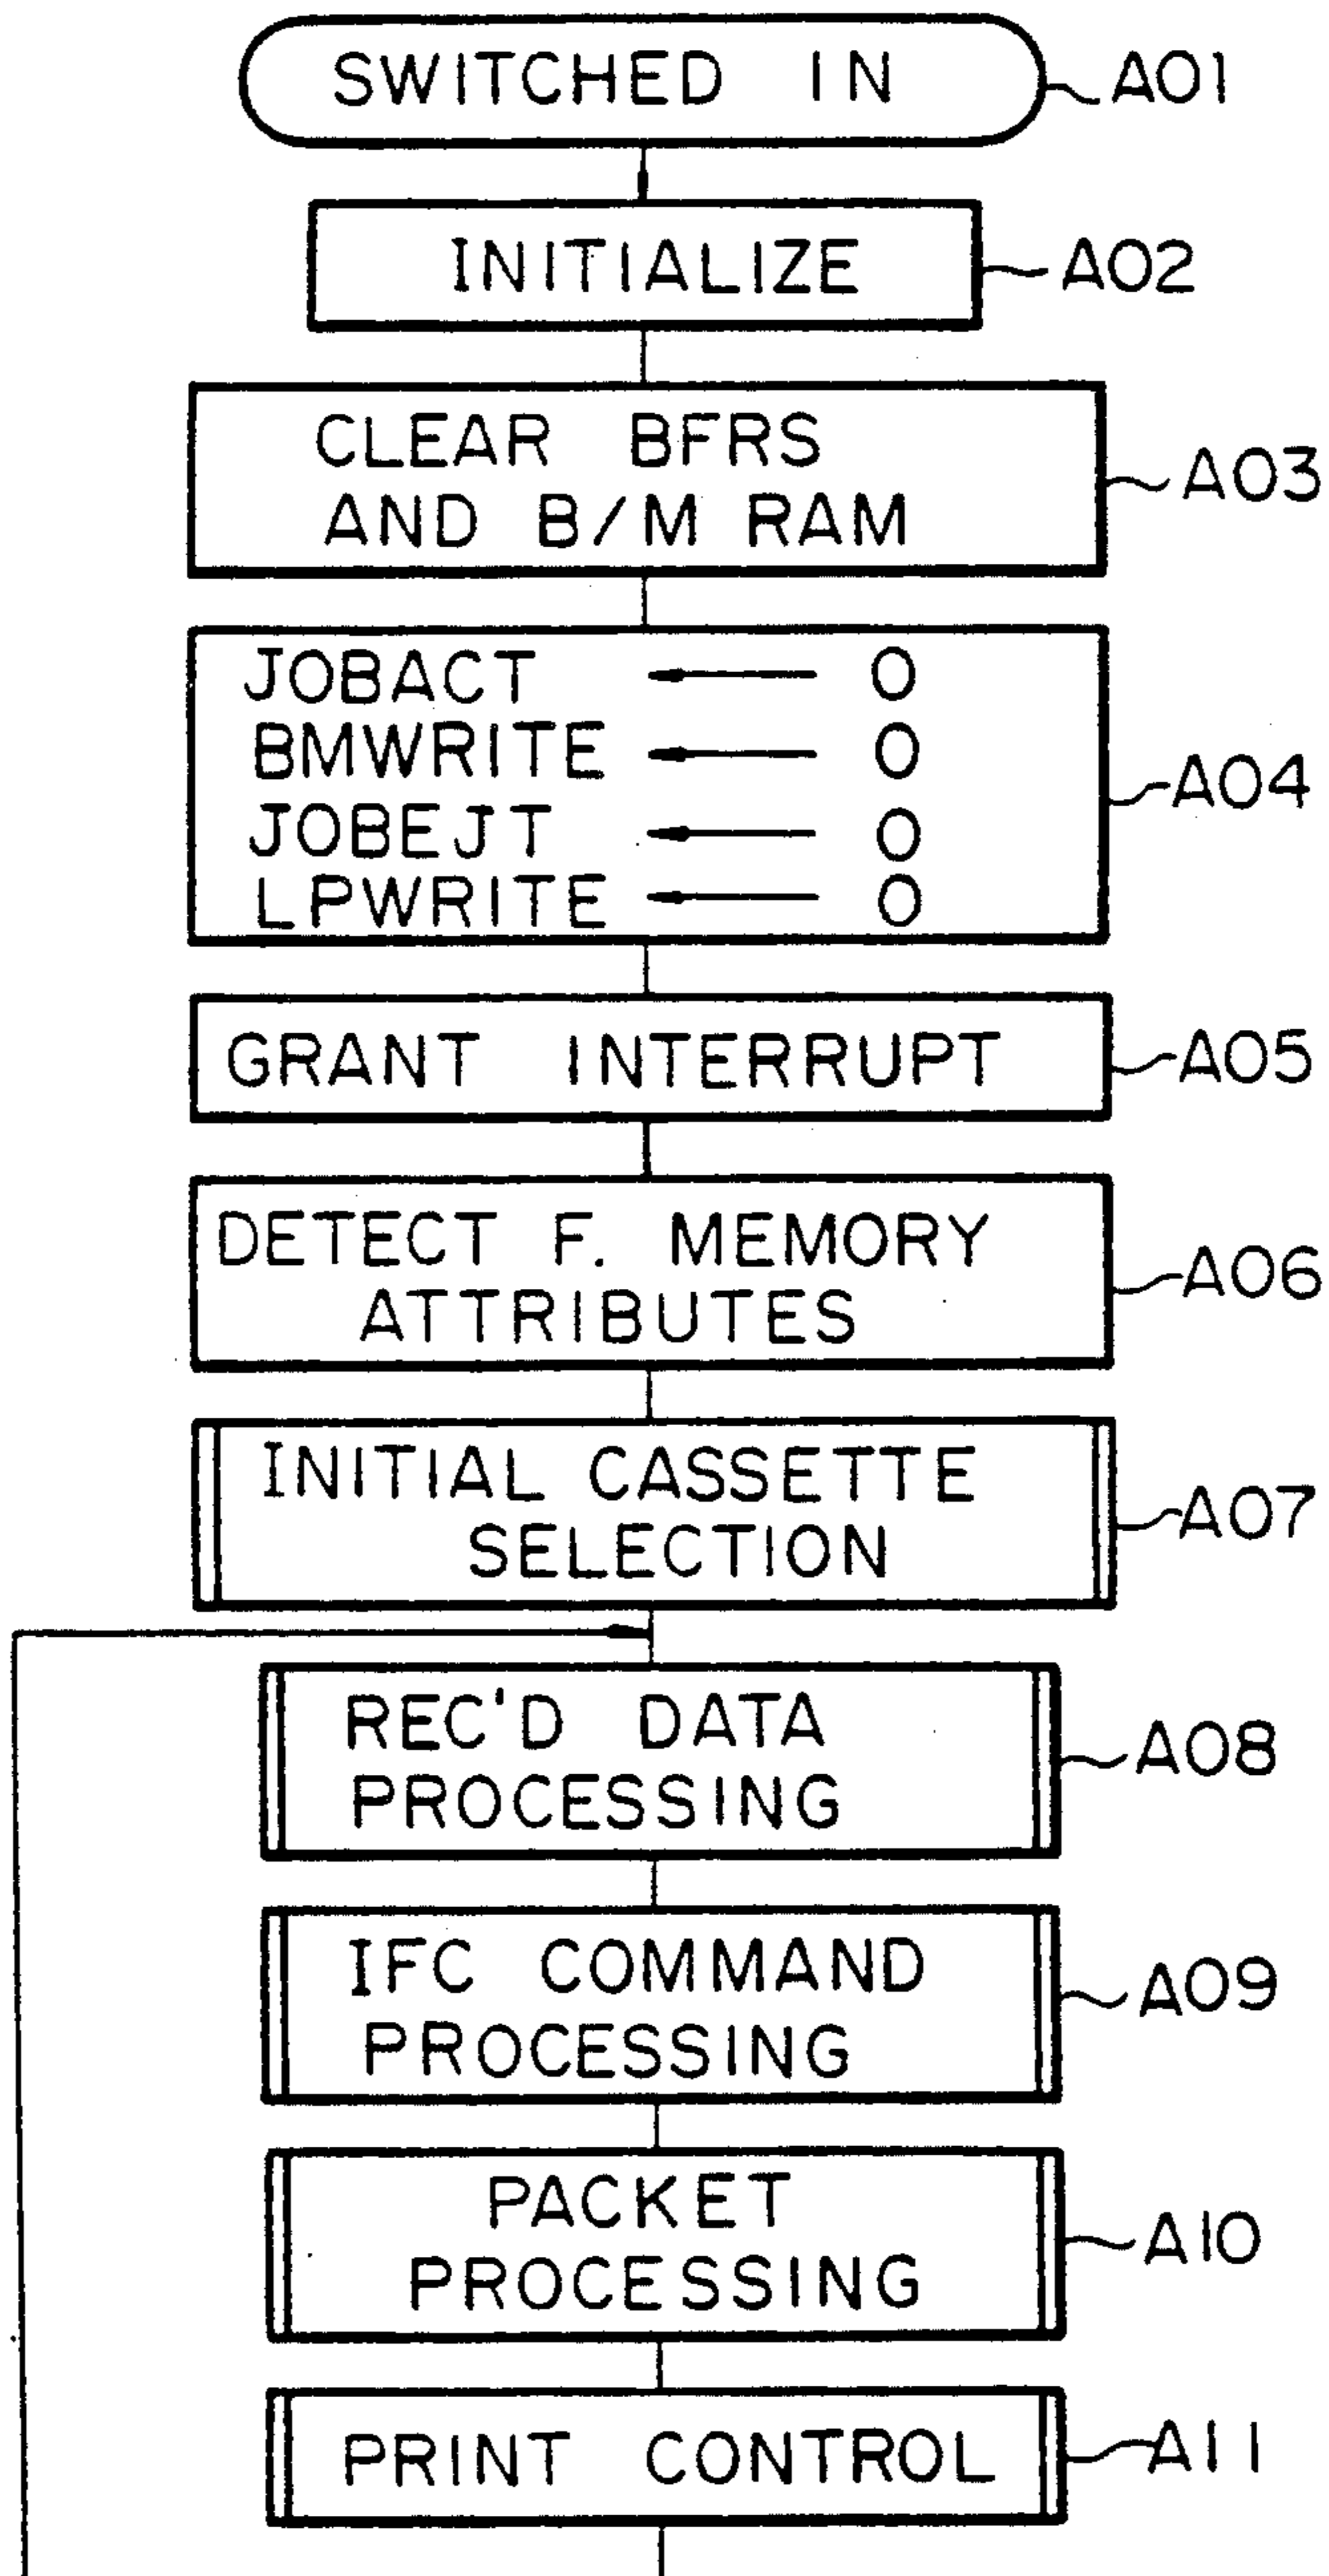 SWITCHED IN
A01
INITIALIZE
A02
CLEAR BFRS
AND B/M RAM
A03
JOBACT ← 0
BMWRITE ← 0
JOBEJT ← 0
LPWRITE ← 0
A04
GRANT INTERRUPT
A05
DETECT F. MEMORY
ATTRIBUTES
A06
INITIAL CASSETTE
SELECTION
A07
REC'D DATA
PROCESSING
A08
IFC COMMAND
PROCESSING
A09
PACKET
PROCESSING
A10
PRINT CONTROL
A11